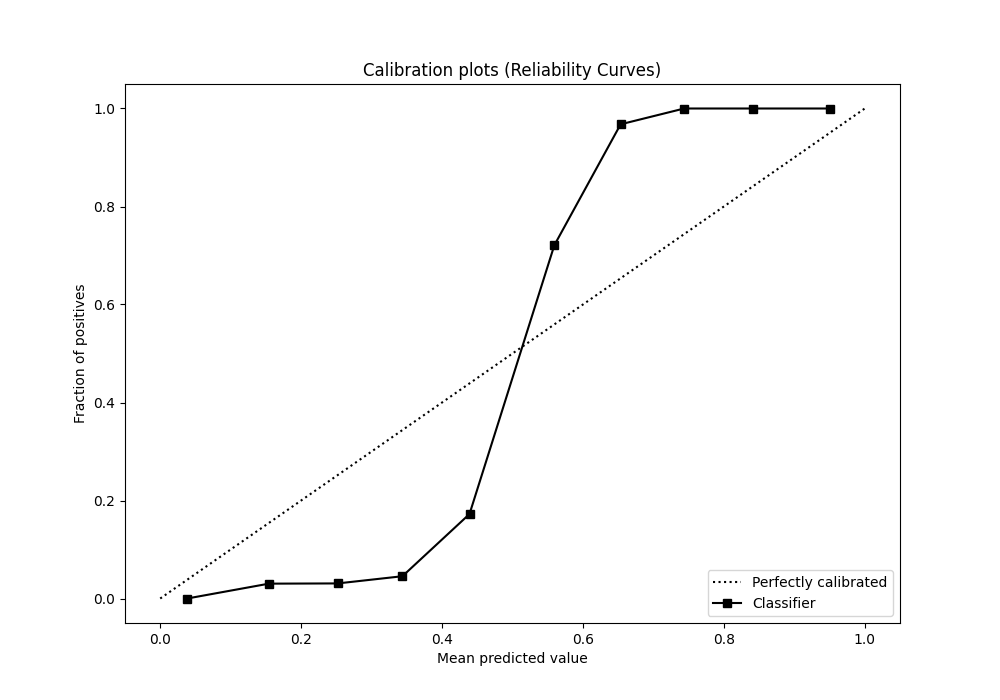 Calibration plots (Reliability Curves)
1.0
0.8
0.6
0.4
0.2
0.0
Fraction of positives
0.0 0.2 0.4 0.6 0.8 1.0
Mean predicted value
Perfectly calibrated
Classifier